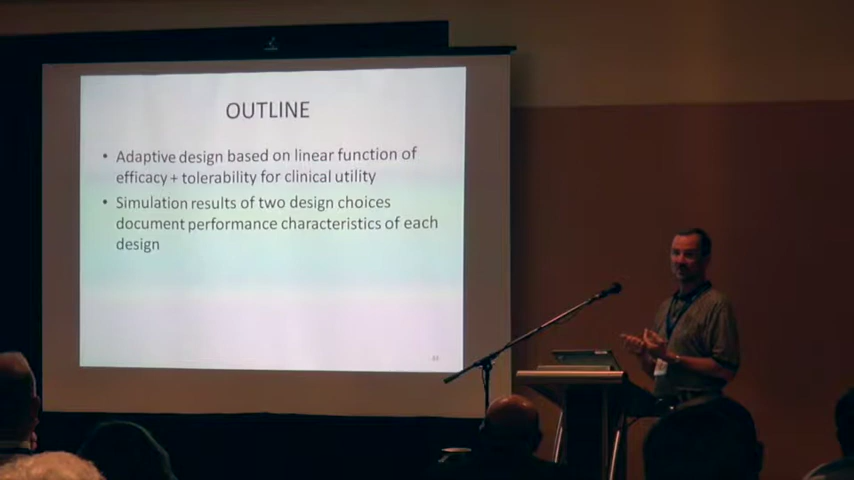 OUTLINE
• Adaptive design based on linear function of
efficacy + tolerability for clinical utility
• Simulation results of two design choices
document performance characteristics of each
design